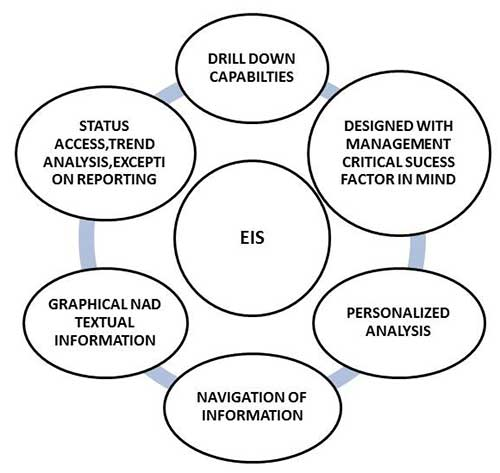 DRILL DOWN
CAPABILTIES
DESIGNED WITH
MANAGEMENT
CRITICAL SUCESS
FACTOR IN MIND
PERSONALIZED
ANALYSIS
NAVIGATION OF
INFORMATION
GRAPHICAL NAD
TEXTUAL
INFORMATION
STATUS
ACCESS,TREND
ANALYSIS,EXCEPTI
ON REPORTING
EIS